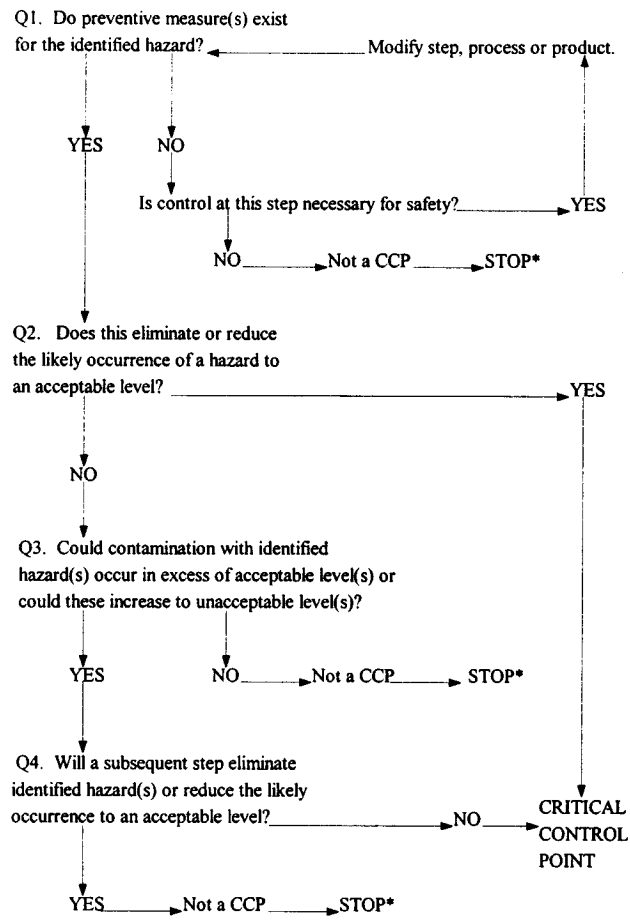 Q1. Do preventive measure(s) exist
for the identified hazard?
Modify step, process or product.
YES
NO
Is control at this step necessary for safety?
YES
NO
Not a CCP
STOP*
Q2. Does this eliminate or reduce
the likely occurrence of a hazard to
an acceptable level?
YES
NO
Q3. Could contamination with identified
hazard(s) occur in excess of acceptable level(s) or
could these increase to unacceptable level(s)?
YES
NO
Not a CCP
STOP*
Q4. Will a subsequent step eliminate
identified hazard(s) or reduce the likely
occurrence to an acceptable level?
NO
CRITICAL
CONTROL
POINT
YES
Not a CCP
STOP*